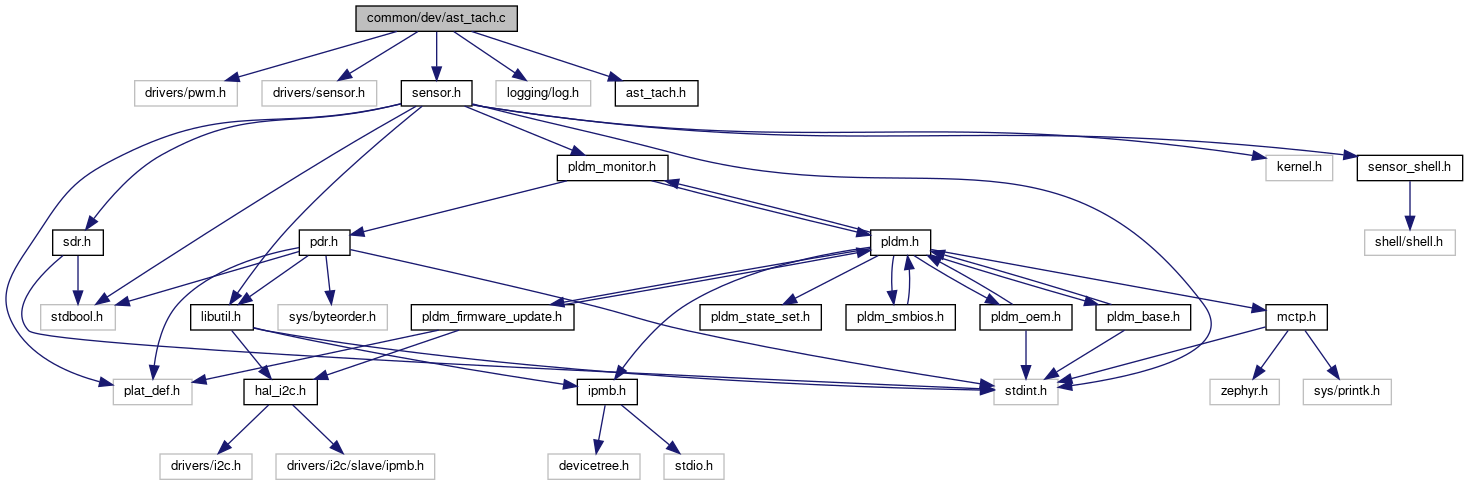 common/dev/ast_tach.c
drivers/pwm.h
drivers/sensor.h
sensor.h
logging/log.h
ast_tach.h
pldm_monitor.h
kernel.h
sensor_shell.h
sdr.h
pdr.h
pldm.h
shell/shell.h
stdbool.h
libutil.h
sys/byteorder.h
pldm_firmware_update.h
pldm_state_set.h
pldm_smbios.h
pldm_oem.h
pldm_base.h
mctp.h
plat_def.h
hal_i2c.h
ipmb.h
stdint.h
zephyr.h
sys/printk.h
drivers/i2c.h
drivers/i2c/slave/ipmb.h
devicetree.h
stdio.h